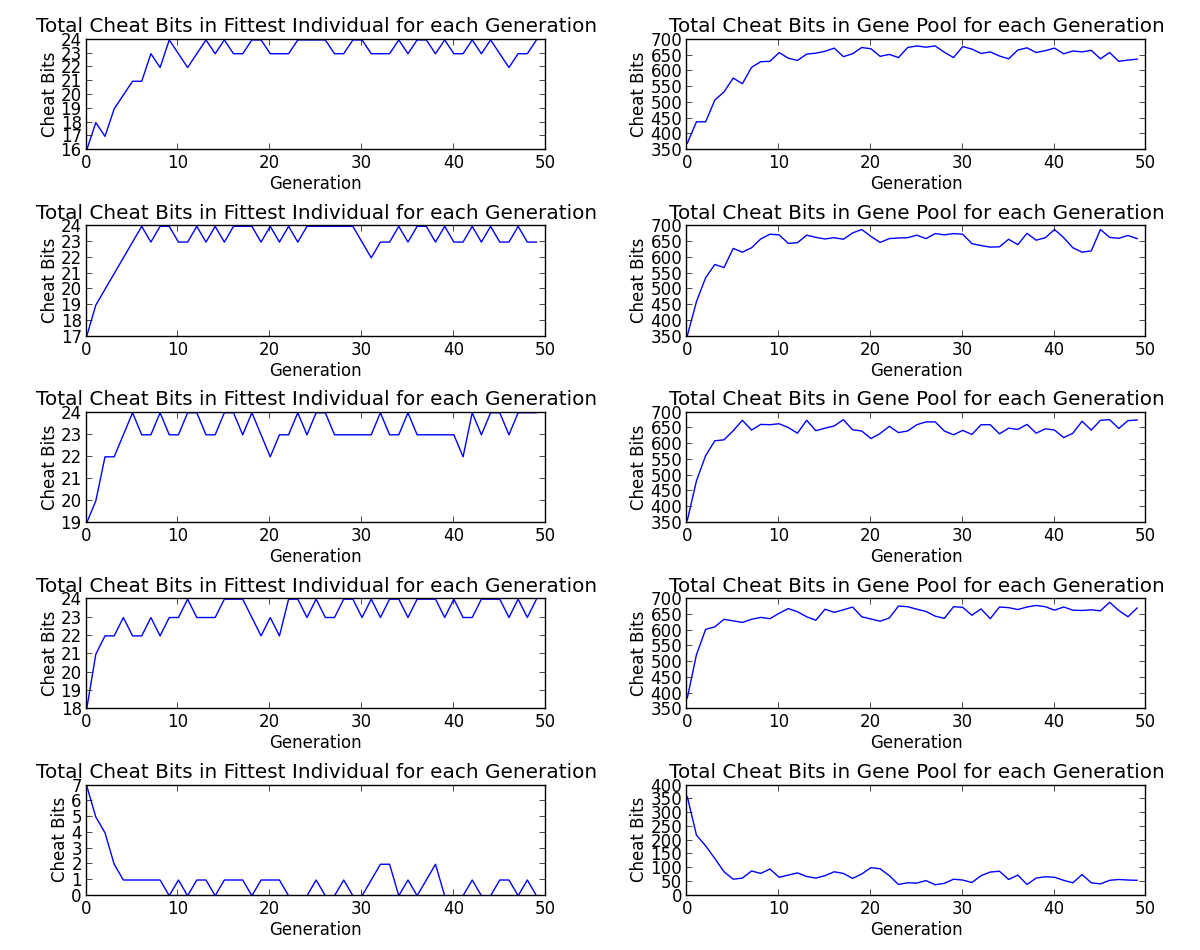 Total Cheat Bits in Fittest Individual for each Generation
Cheat Bits
24
23
22
21
20
19
18
17
16
0 10 20 30 40 50
Generation
Total Cheat Bits in Gene Pool for each Generation
Cheat Bits
700
650
600
550
500
450
400
350
0 10 20 30 40 50
Generation
Total Cheat Bits in Fittest Individual for each Generation
Cheat Bits
24
23
22
21
20
19
18
17
0 10 20 30 40 50
Generation
Total Cheat Bits in Gene Pool for each Generation
Cheat Bits
700
650
600
550
500
450
400
350
0 10 20 30 40 50
Generation
Total Cheat Bits in Fittest Individual for each Generation
Cheat Bits
24
23
22
21
20
19
0 10 20 30 40 50
Generation
Total Cheat Bits in Gene Pool for each Generation
Cheat Bits
700
650
600
550
500
450
400
350
0 10 20 30 40 50
Generation
Total Cheat Bits in Fittest Individual for each Generation
Cheat Bits
24
23
22
21
20
19
18
0 10 20 30 40 50
Generation
Total Cheat Bits in Gene Pool for each Generation
Cheat Bits
700
650
600
550
500
450
400
350
0 10 20 30 40 50
Generation
Total Cheat Bits in Fittest Individual for each Generation
Cheat Bits
7
6
5
4
3
2
1
0
0 10 20 30 40 50
Generation
Total Cheat Bits in Gene Pool for each Generation
Cheat Bits
400
350
300
250
200
150
100
50
0
0 10 20 30 40 50
Generation